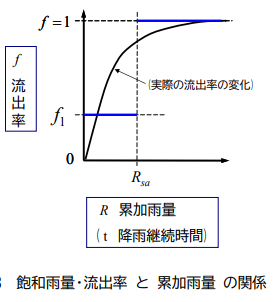 f =1
f
流
出
率
(実際の流出率の変化)
f1
0
Rsa
R 累加雨量
( t 降雨継続時間)
飽和雨量・流出率 と 累加雨量 の関係